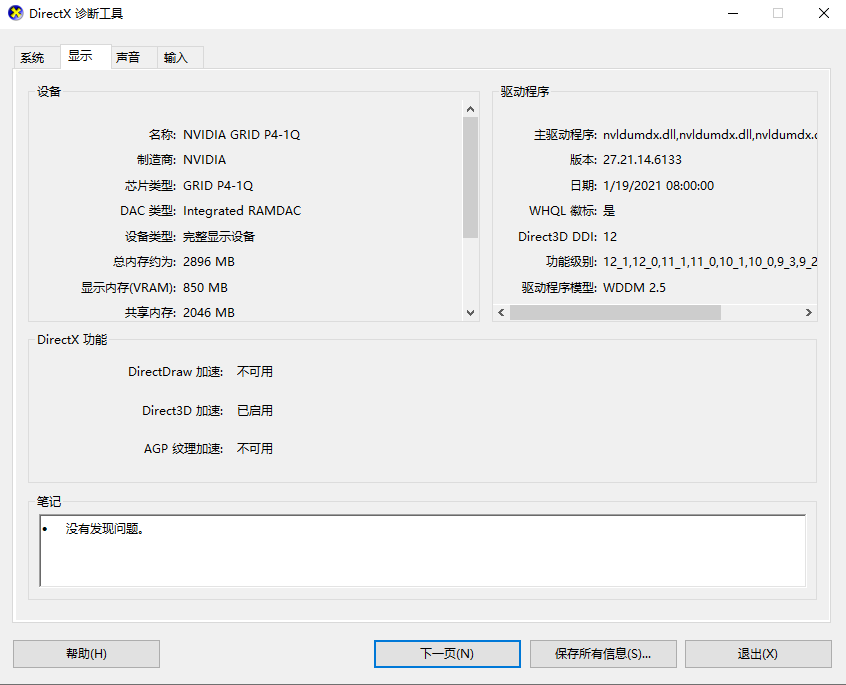 DirectX 诊断工具
系统 显示 声音 输入
设备
名称: NVIDIA GRID P4-1Q
制造商: NVIDIA
芯片类型: GRID P4-1Q
DAC 类型: Integrated RAMDAC
设备类型: 完整显示设备
总内存约为: 2896 MB
显示内存(VRAM): 850 MB
共享内存: 2046 MB
驱动程序
主驱动程序: nvldumdx.dll,nvldumdx.dll,nvldumdx.
版本: 27.21.14.6133
日期: 1/19/2021 08:00:00
WHQL 徽标: 是
Direct3D DDI: 12
功能级别: 12_1,12_0,11_1,11_0,10_1,10_0,9_3,9_2
驱动程序模型: WDDM 2.5
DirectX 功能
DirectDraw 加速: 不可用
Direct3D 加速: 已启用
AGP 纹理加速: 不可用
笔记
• 没有发现问题。
帮助(H) 下一页(N) 保存所有信息(S)... 退出(X)